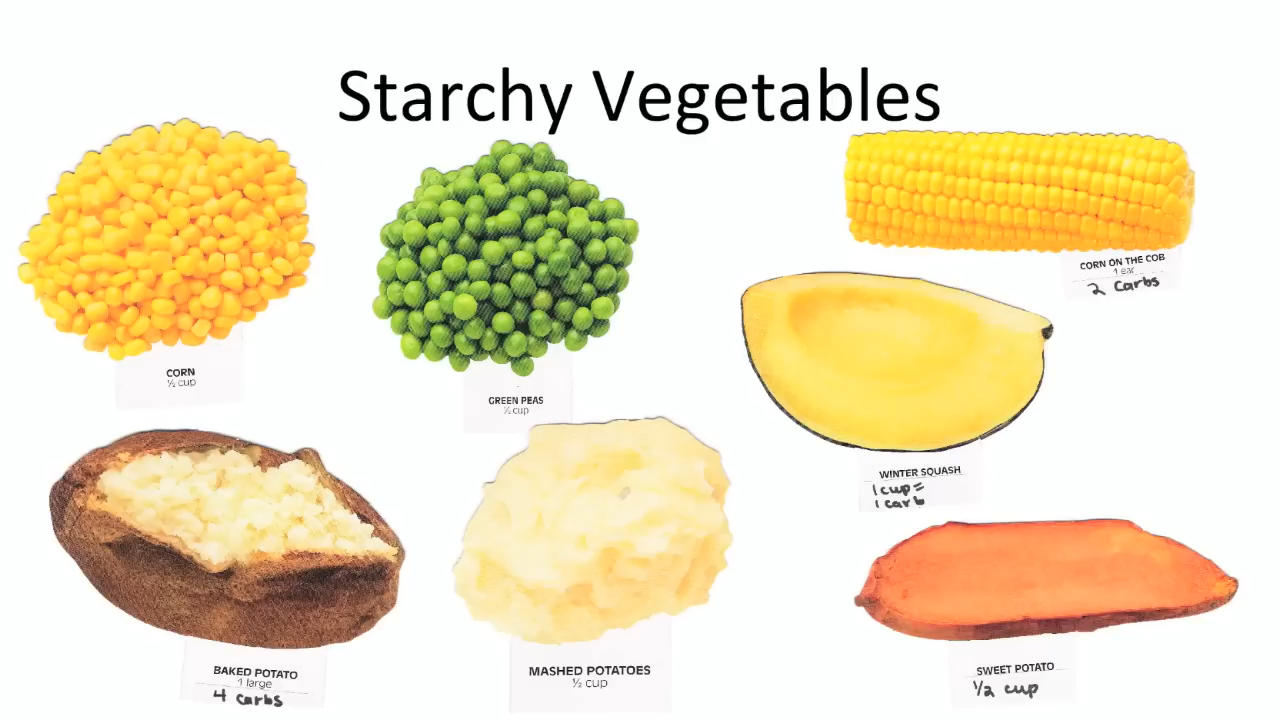 Starchy Vegetables
CORN
½ cup
GREEN PEAS
½ cup
CORN ON THE COB
1 ear
2 carbs
WINTER SQUASH
1 cup =
1 carb
BAKED POTATO
1 large
4 carbs
MASHED POTATOES
½ cup
SWEET POTATO
1/2 cup